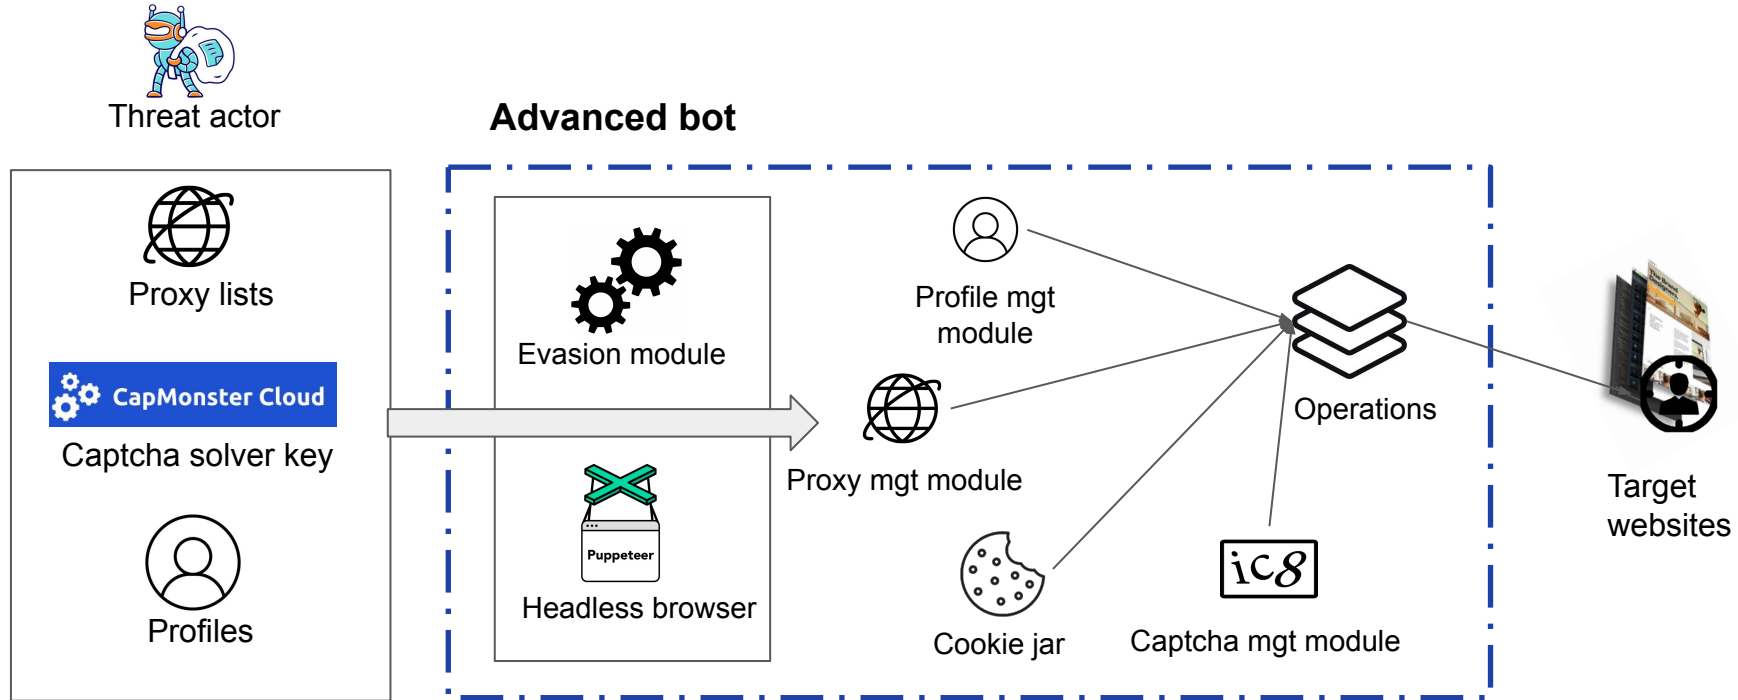 Threat actor
Advanced bot
Proxy lists
CapMonster Cloud
Captcha solver key
Profiles
Evasion module
Puppeteer
Headless browser
Profile mgt
module
Proxy mgt module
Cookie jar
ic8
Captcha mgt module
Operations
Target
websites